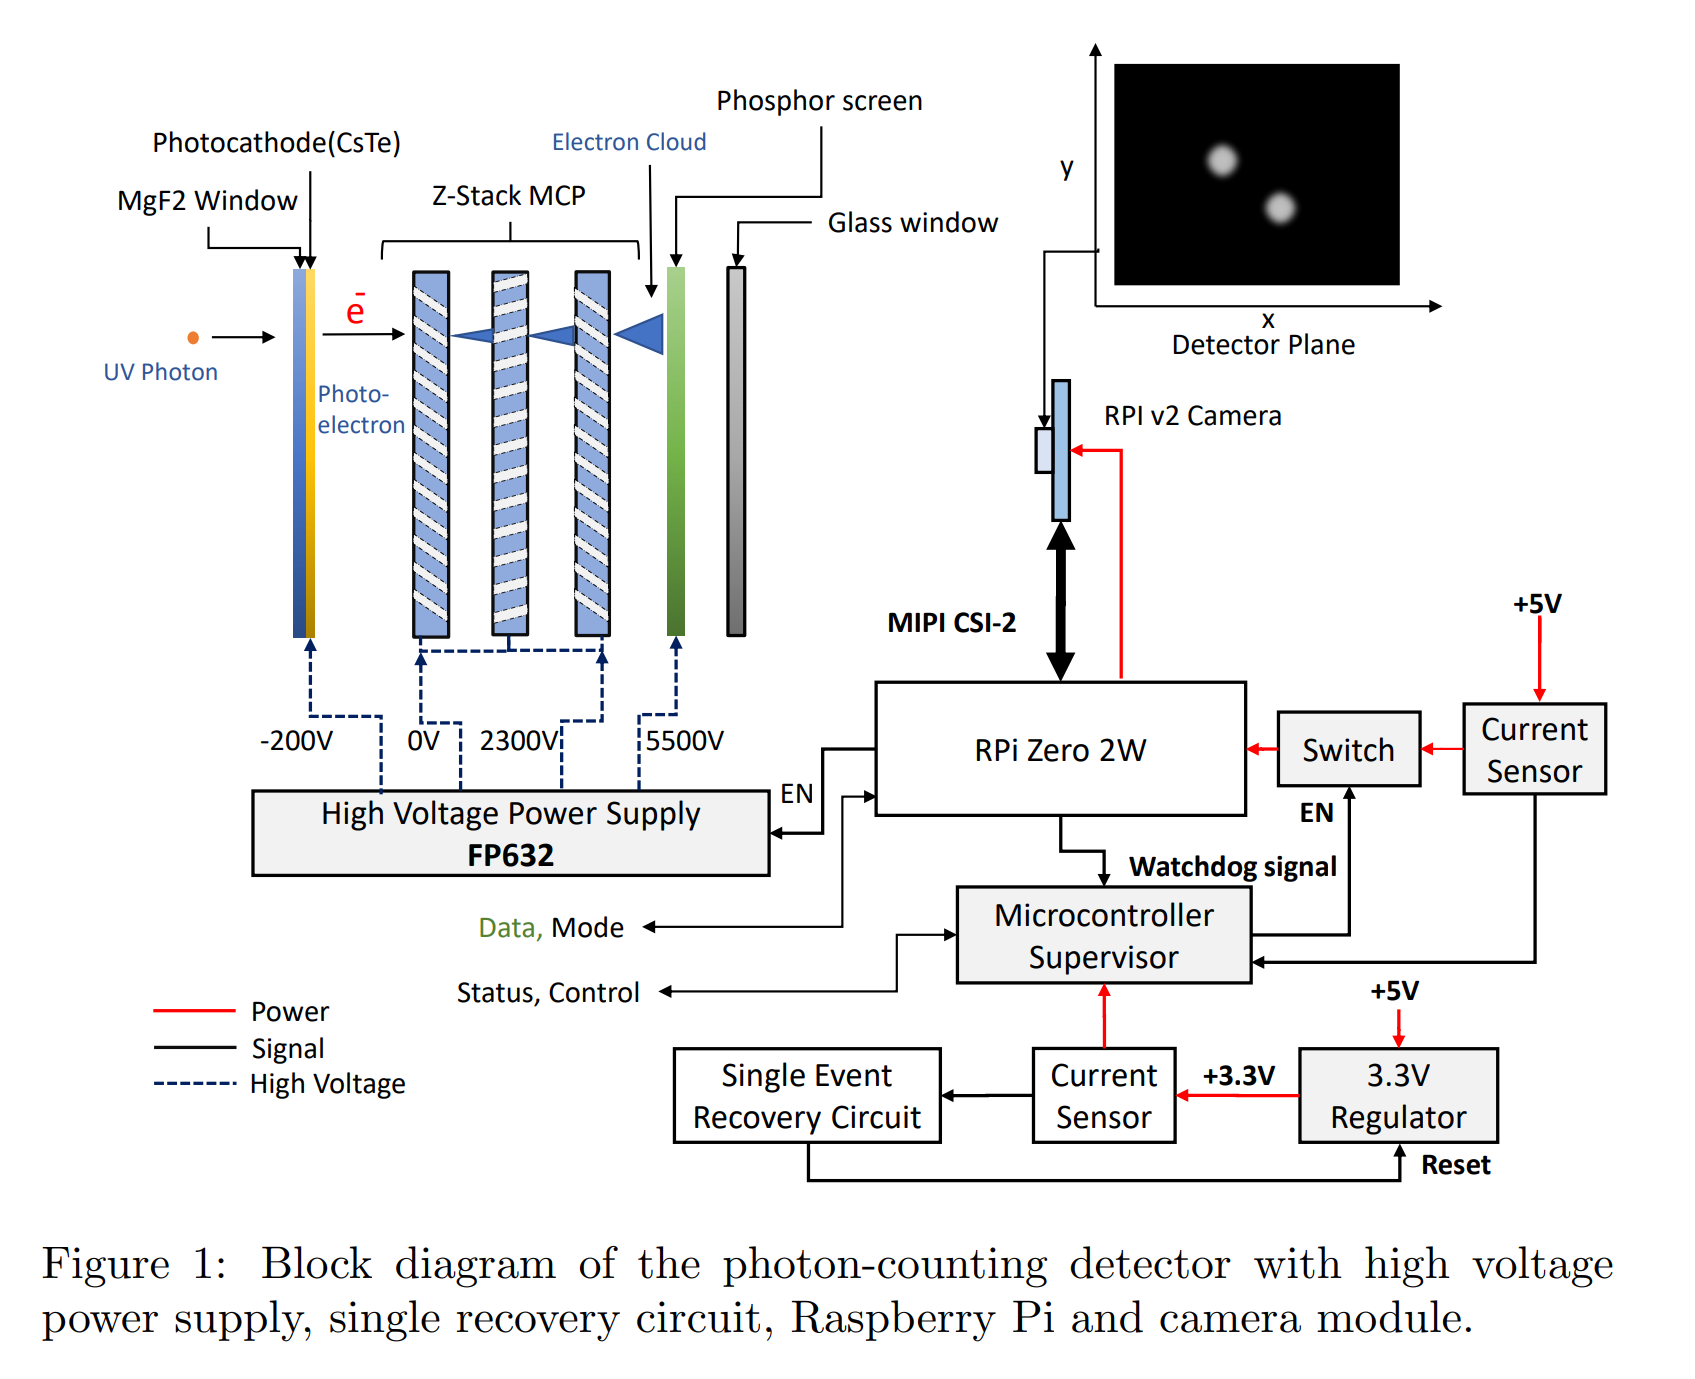 Phosphor screen
Photocathode(CsTe)
Electron Cloud
MgF2 Window
Z-Stack MCP
Glass window
y
x
Detector Plane
e-
UV Photon
Photo-
electron
RPI v2 Camera
MIPI CSI-2
+5V
-200V
0V
2300V
5500V
RPi Zero 2W
Switch
Current
Sensor
EN
EN
High Voltage Power Supply
FP632
Watchdog signal
Data, Mode
Microcontroller
Supervisor
Status, Control
+5V
Power
Signal
High Voltage
Single Event
Recovery Circuit
Current
Sensor
+3.3V
3.3V
Regulator
Reset
Figure 1: Block diagram of the photon-counting detector with high voltage
power supply, single recovery circuit, Raspberry Pi and camera module.